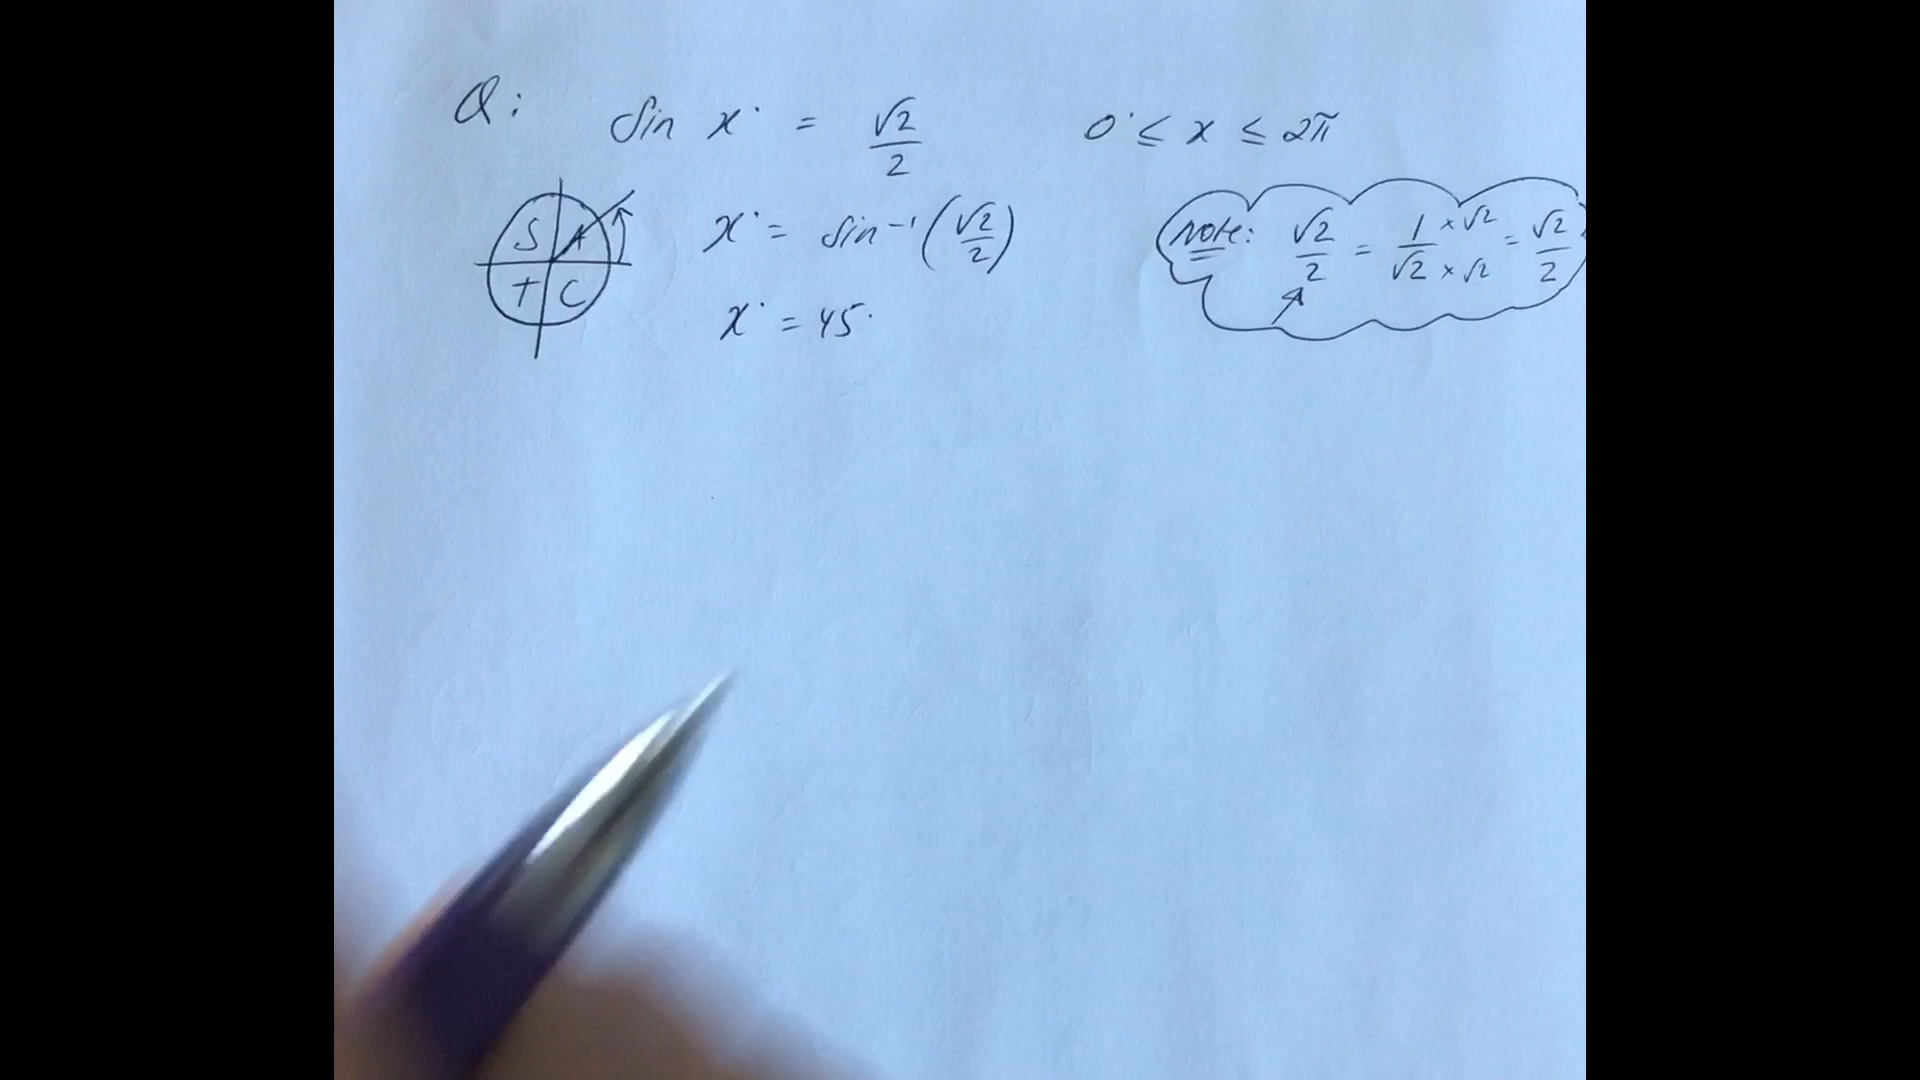 Q: sin x° = √2/2 0° ≤ x ≤ 2π
S A
T C
x° = sin⁻¹(√2/2)
x° = 45°
Note: √2/2 = 1/√2 ×√2/×√2 = √2/2